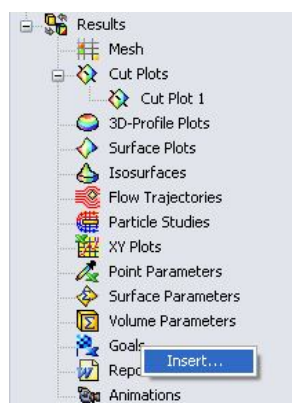 Results
Mesh
Cut Plots
Cut Plot 1
3D-Profile Plots
Surface Plots
Isosurfaces
Flow Trajectories
Particle Studies
XY Plots
Point Parameters
Surface Parameters
Volume Parameters
Goals
Insert...
Animations